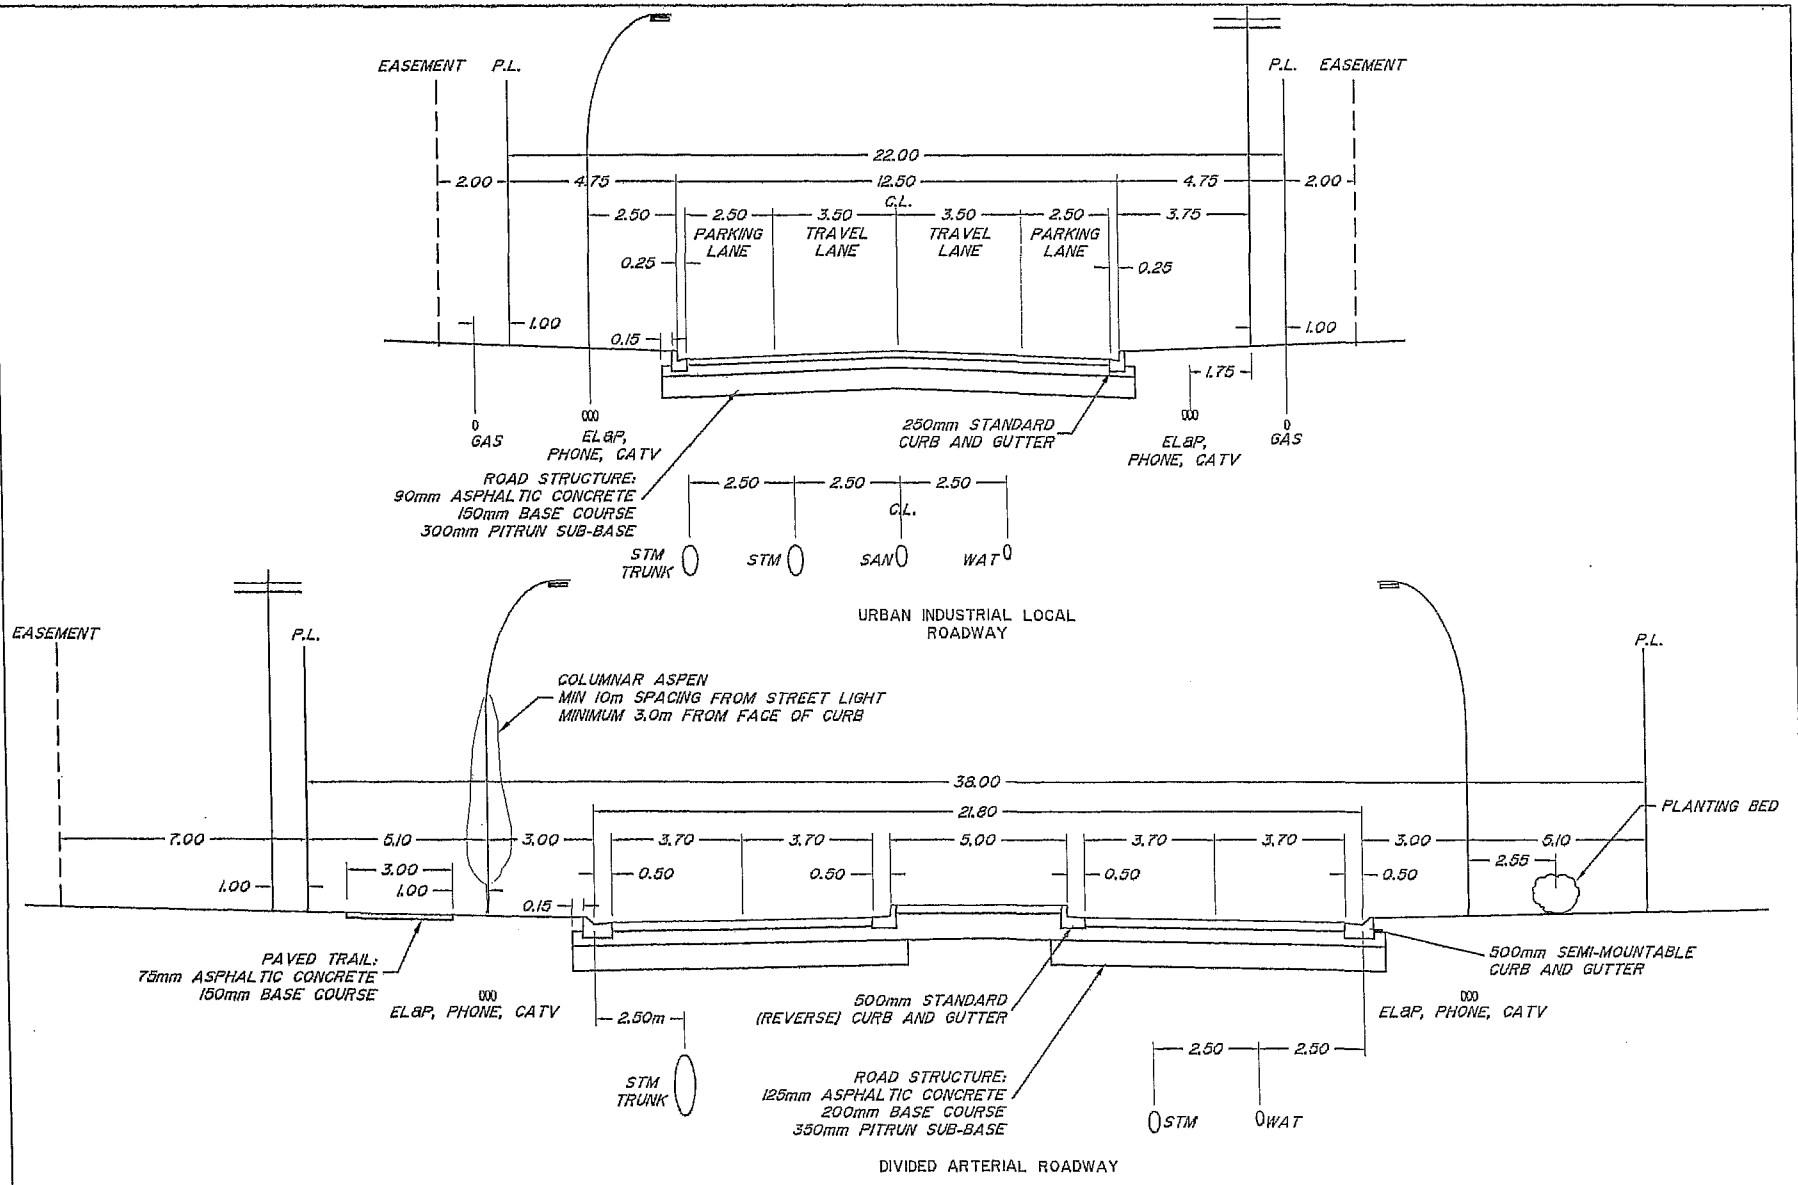 EASEMENT P.L. P.L. EASEMENT
22.00
2.00 4.75 12.50 4.75 2.00
C.L.
2.50 2.50 3.50 3.50 2.50 3.75
PARKING LANE
TRAVEL LANE
TRAVEL LANE
PARKING LANE
0.25 0.25
1.00 1.00
0.15
1.75
GAS
EL&P,
PHONE, CATV
250mm STANDARD
CURB AND GUTTER
EL&P,
PHONE, CATV
GAS
ROAD STRUCTURE:
90mm ASPHALTIC CONCRETE
150mm BASE COURSE
300mm PITRUN SUB-BASE
2.50 2.50 2.50
C.L.
STM
TRUNK
STM
SAN
WAT
URBAN INDUSTRIAL LOCAL
ROADWAY
EASEMENT P.L. P.L.
COLUMNAR ASPEN
MIN 10m SPACING FROM STREET LIGHT
MINIMUM 3.0m FROM FACE OF CURB
38.00
21.80
PLANTING BED
7.00 5.10 3.00 3.70 3.70 5.00 3.70 3.70 3.00 5.10
2.55
3.00
1.00 1.00
0.50 0.50 0.50 0.50
0.15
PAVED TRAIL:
75mm ASPHALTIC CONCRETE
150mm BASE COURSE
500mm SEMI-MOUNTABLE
CURB AND GUTTER
EL&P, PHONE, CATV
500mm STANDARD
(REVERSE) CURB AND GUTTER
EL&P, PHONE, CATV
2.50m
2.50 2.50
STM
TRUNK
ROAD STRUCTURE:
125mm ASPHALTIC CONCRETE
200mm BASE COURSE
350mm PITRUN SUB-BASE
STM
WAT
DIVIDED ARTERIAL ROADWAY